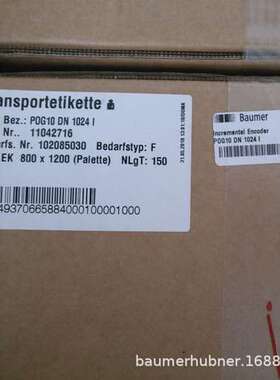 ansportetikette
Bez.: POG10 DN 1024 I
Nr.. 11042716
rfs. Nr. 102085030 Bedarfstyp: F
EK 800 x 1200 (Palette) NLgT: 150
4937066588400010000100
Baumer
Incremental Encoder
POG10 DN 1024 I
baumerhubner.1688